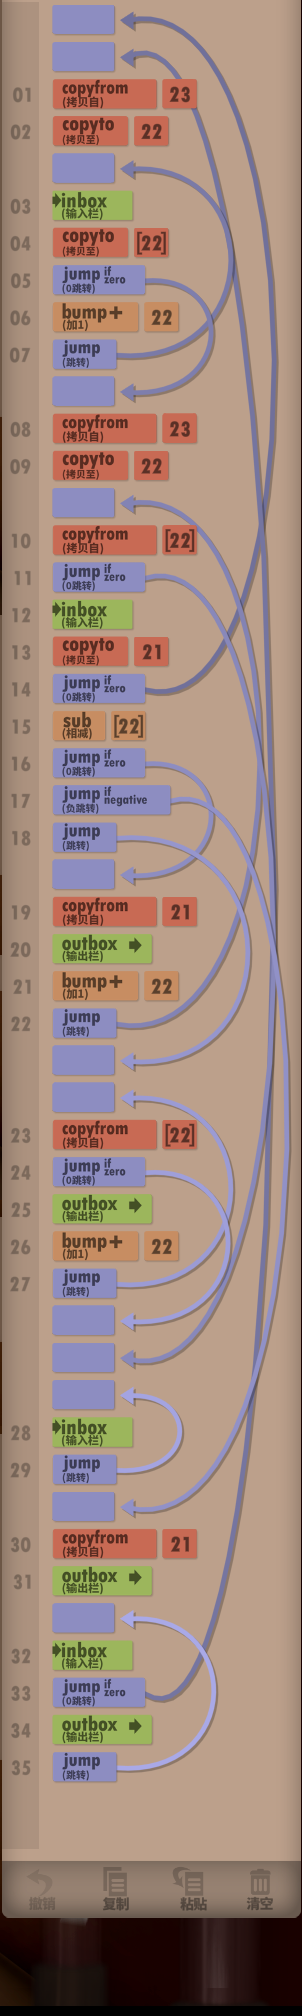 01 copyfrom 23
(拷贝自)
02 copyto 22
(拷贝至)
03 inbox
(输入栏)
04 copyto [22]
(拷贝至)
05 jump if zero
(0跳转)
06 bump+ 22
(加1)
07 jump
(跳转)
08 copyfrom 23
(拷贝自)
09 copyto 22
(拷贝至)
10 copyfrom [22]
(拷贝自)
11 jump if zero
(0跳转)
12 inbox
(输入栏)
13 copyto 21
(拷贝至)
14 jump if zero
(0跳转)
15 sub [22]
(相减)
16 jump if zero
(0跳转)
17 jump if negative
(负跳转)
18 jump
(跳转)
19 copyfrom 21
(拷贝自)
20 outbox
(输出栏)
21 bump+ 22
(加1)
22 jump
(跳转)
23 copyfrom [22]
(拷贝自)
24 jump if zero
(0跳转)
25 outbox
(输出栏)
26 bump+ 22
(加1)
27 jump
(跳转)
28 inbox
(输入栏)
29 jump
(跳转)
30 copyfrom 21
(拷贝自)
31 outbox
(输出栏)
32 inbox
(输入栏)
33 jump if zero
(0跳转)
34 outbox
(输出栏)
35 jump
(跳转)
撤销 复制 粘贴 清空